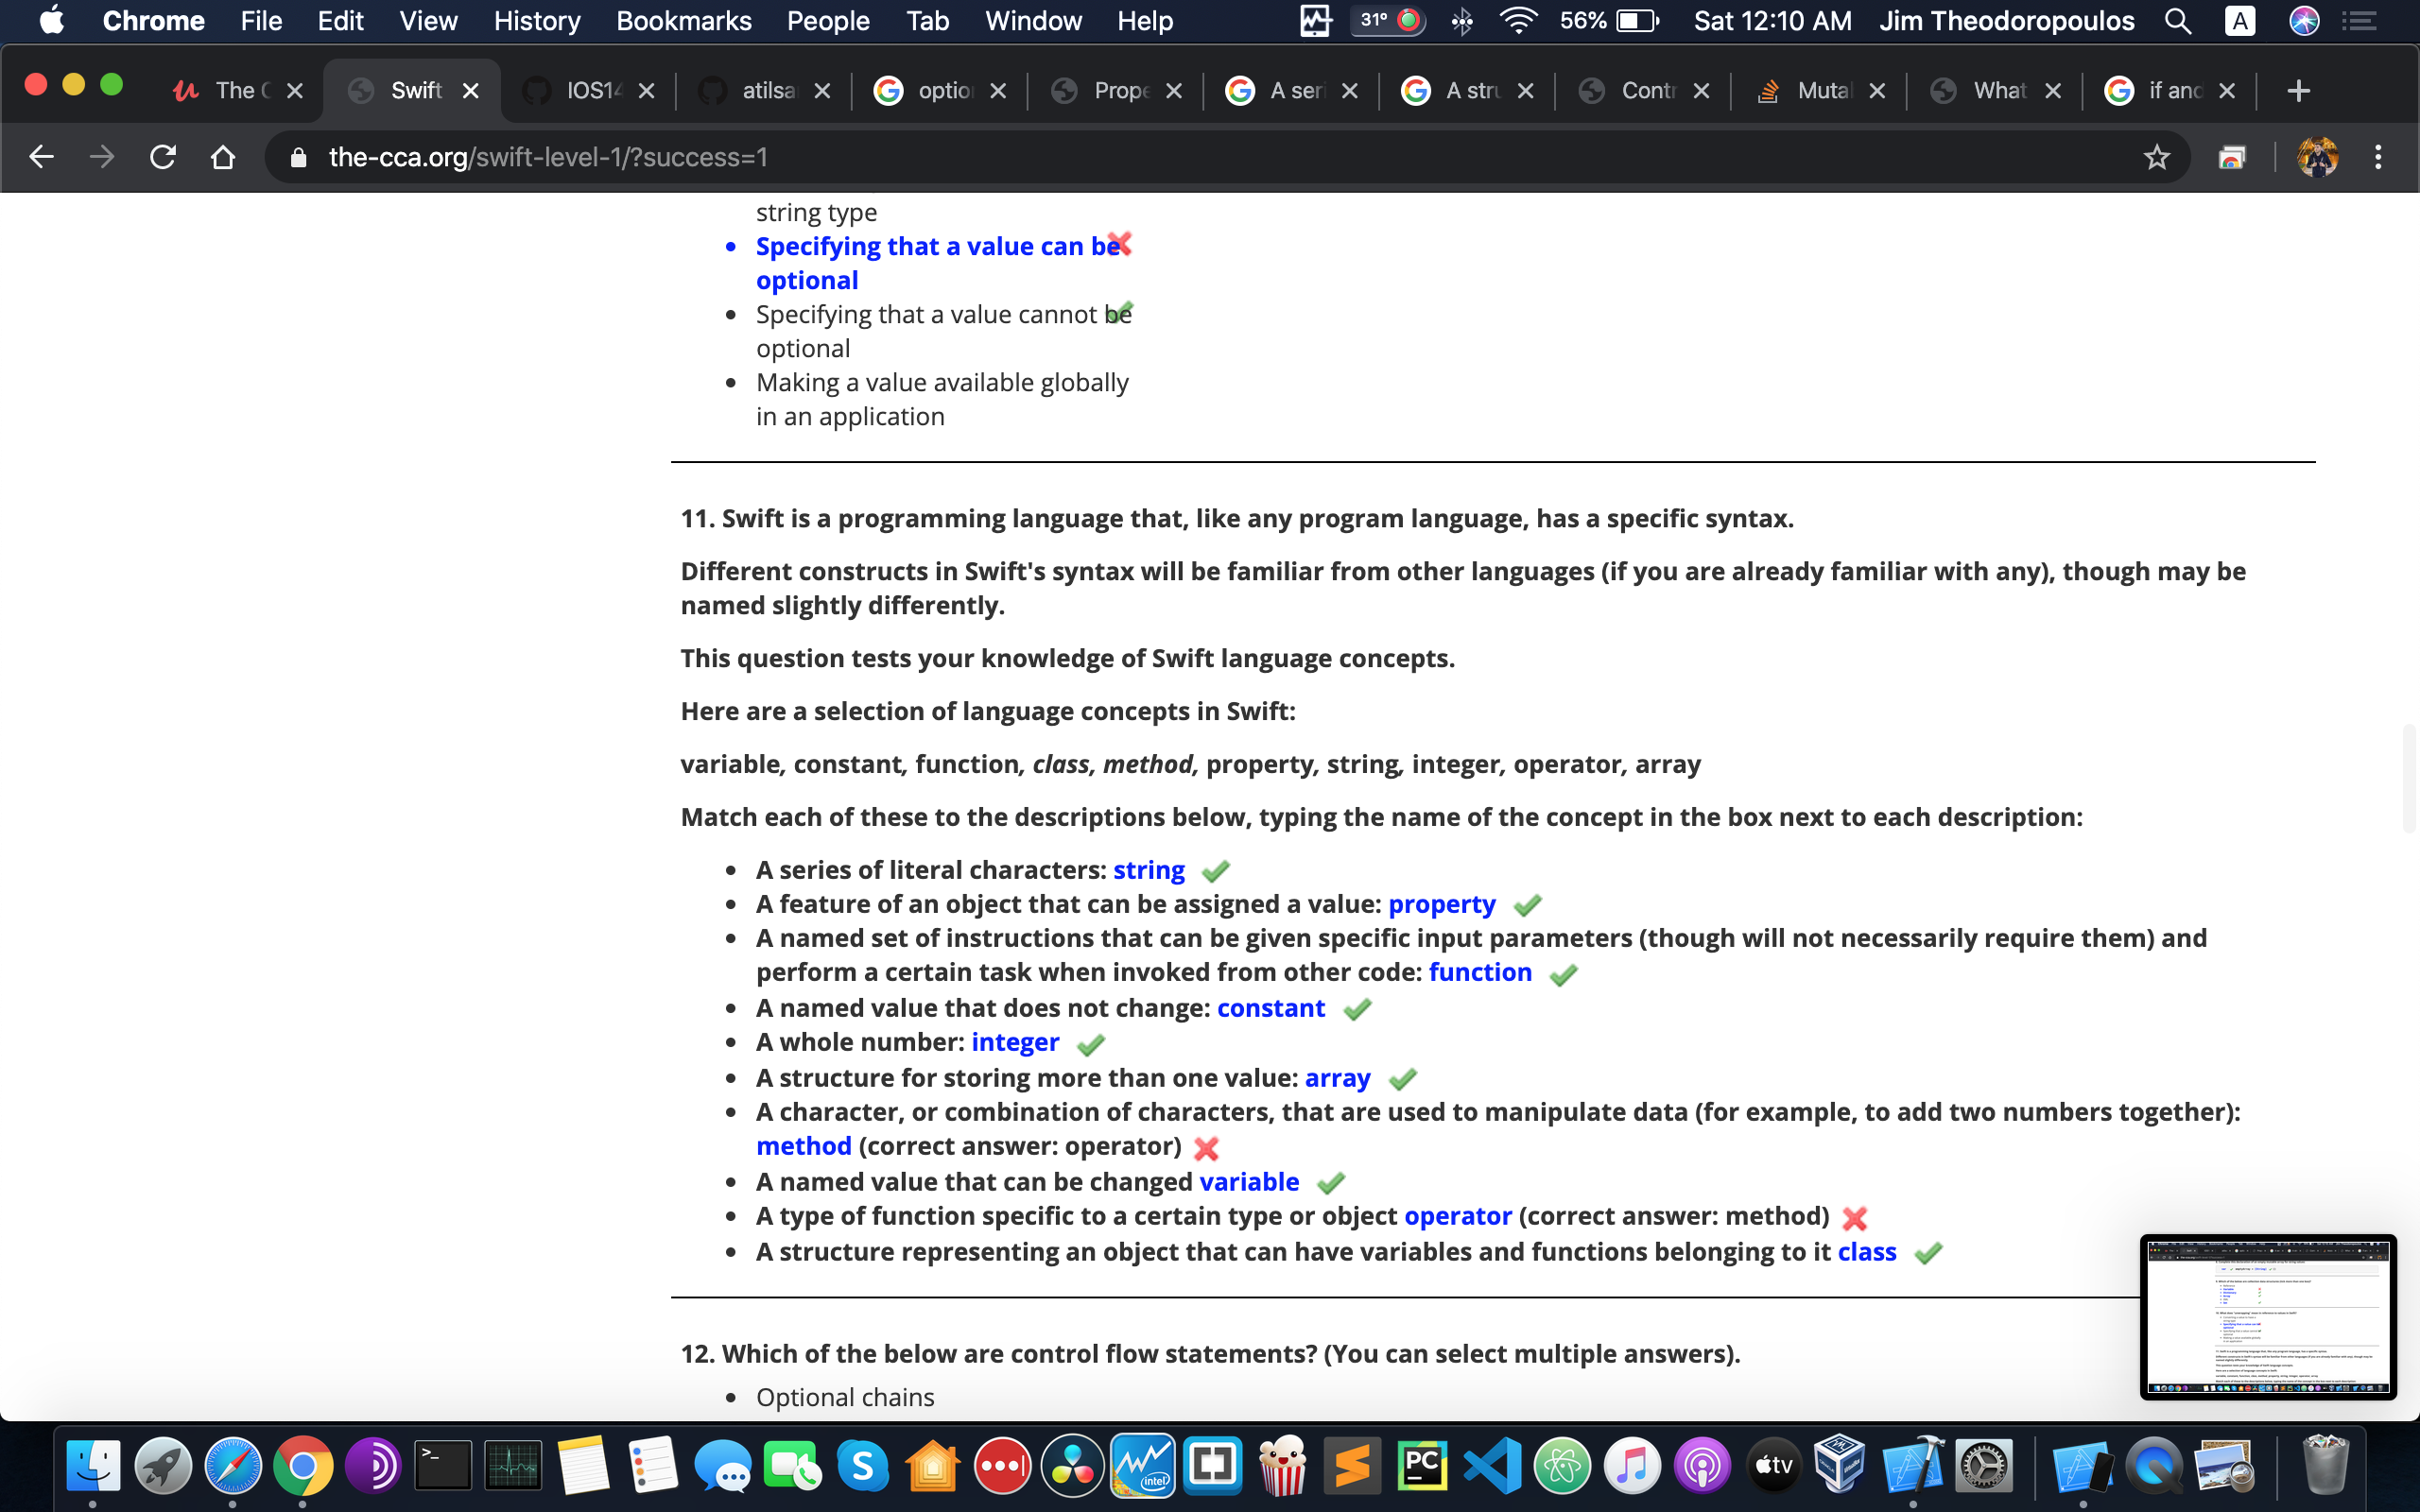 Chrome File Edit View History Bookmarks People Tab Window Help 31° 56% Sat 12:10 AM Jim Theodoropoulos A
The C Swift IOS14 atilsa optio Prope A seri A stru Contr Mutal What if and
the-cca.org/swift-level-1/?success=1
string type
Specifying that a value can be
optional
Specifying that a value cannot be
optional
Making a value available globally
in an application
11. Swift is a programming language that, like any program language, has a specific syntax.
Different constructs in Swift's syntax will be familiar from other languages (if you are already familiar with any), though may be
named slightly differently.
This question tests your knowledge of Swift language concepts.
Here are a selection of language concepts in Swift:
variable, constant, function, class, method, property, string, integer, operator, array
Match each of these to the descriptions below, typing the name of the concept in the box next to each description:
A series of literal characters: string
A feature of an object that can be assigned a value: property
A named set of instructions that can be given specific input parameters (though will not necessarily require them) and
perform a certain task when invoked from other code: function
A named value that does not change: constant
A whole number: integer
A structure for storing more than one value: array
A character, or combination of characters, that are used to manipulate data (for example, to add two numbers together):
method (correct answer: operator)
A named value that can be changed variable
A type of function specific to a certain type or object operator (correct answer: method)
A structure representing an object that can have variables and functions belonging to it class
12. Which of the below are control flow statements? (You can select multiple answers).
Optional chains
S intel PC tv